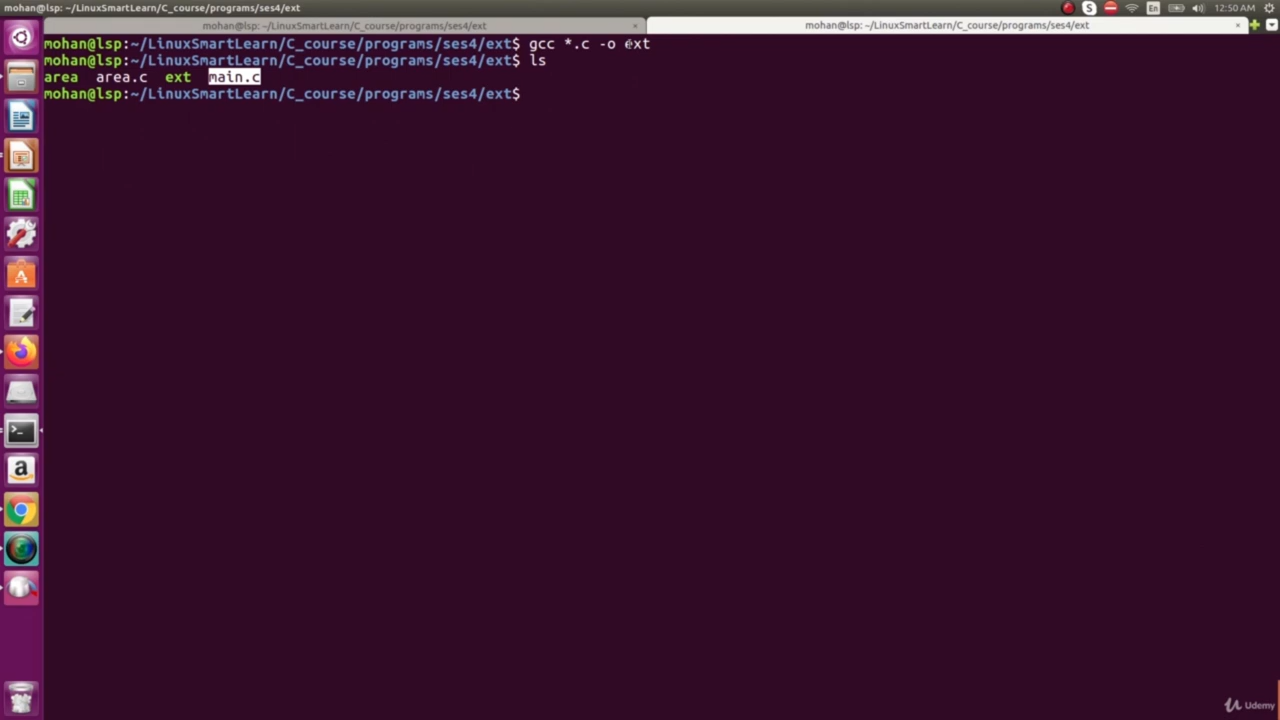 mohan@lsp: ~/LinuxSmartLearn/C_course/programs/ses4/ext
En
12:50 AM
mohan@lsp: ~/LinuxSmartLearn/C_course/programs/ses4/ext ×
mohan@lsp: ~/LinuxSmartLearn/C_course/programs/ses4/ext ×
mohan@lsp:~/LinuxSmartLearn/C_course/programs/ses4/ext$ gcc *.c -o ext
mohan@lsp:~/LinuxSmartLearn/C_course/programs/ses4/ext$ ls
area area.c ext main.c
mohan@lsp:~/LinuxSmartLearn/C_course/programs/ses4/ext$
Udemy